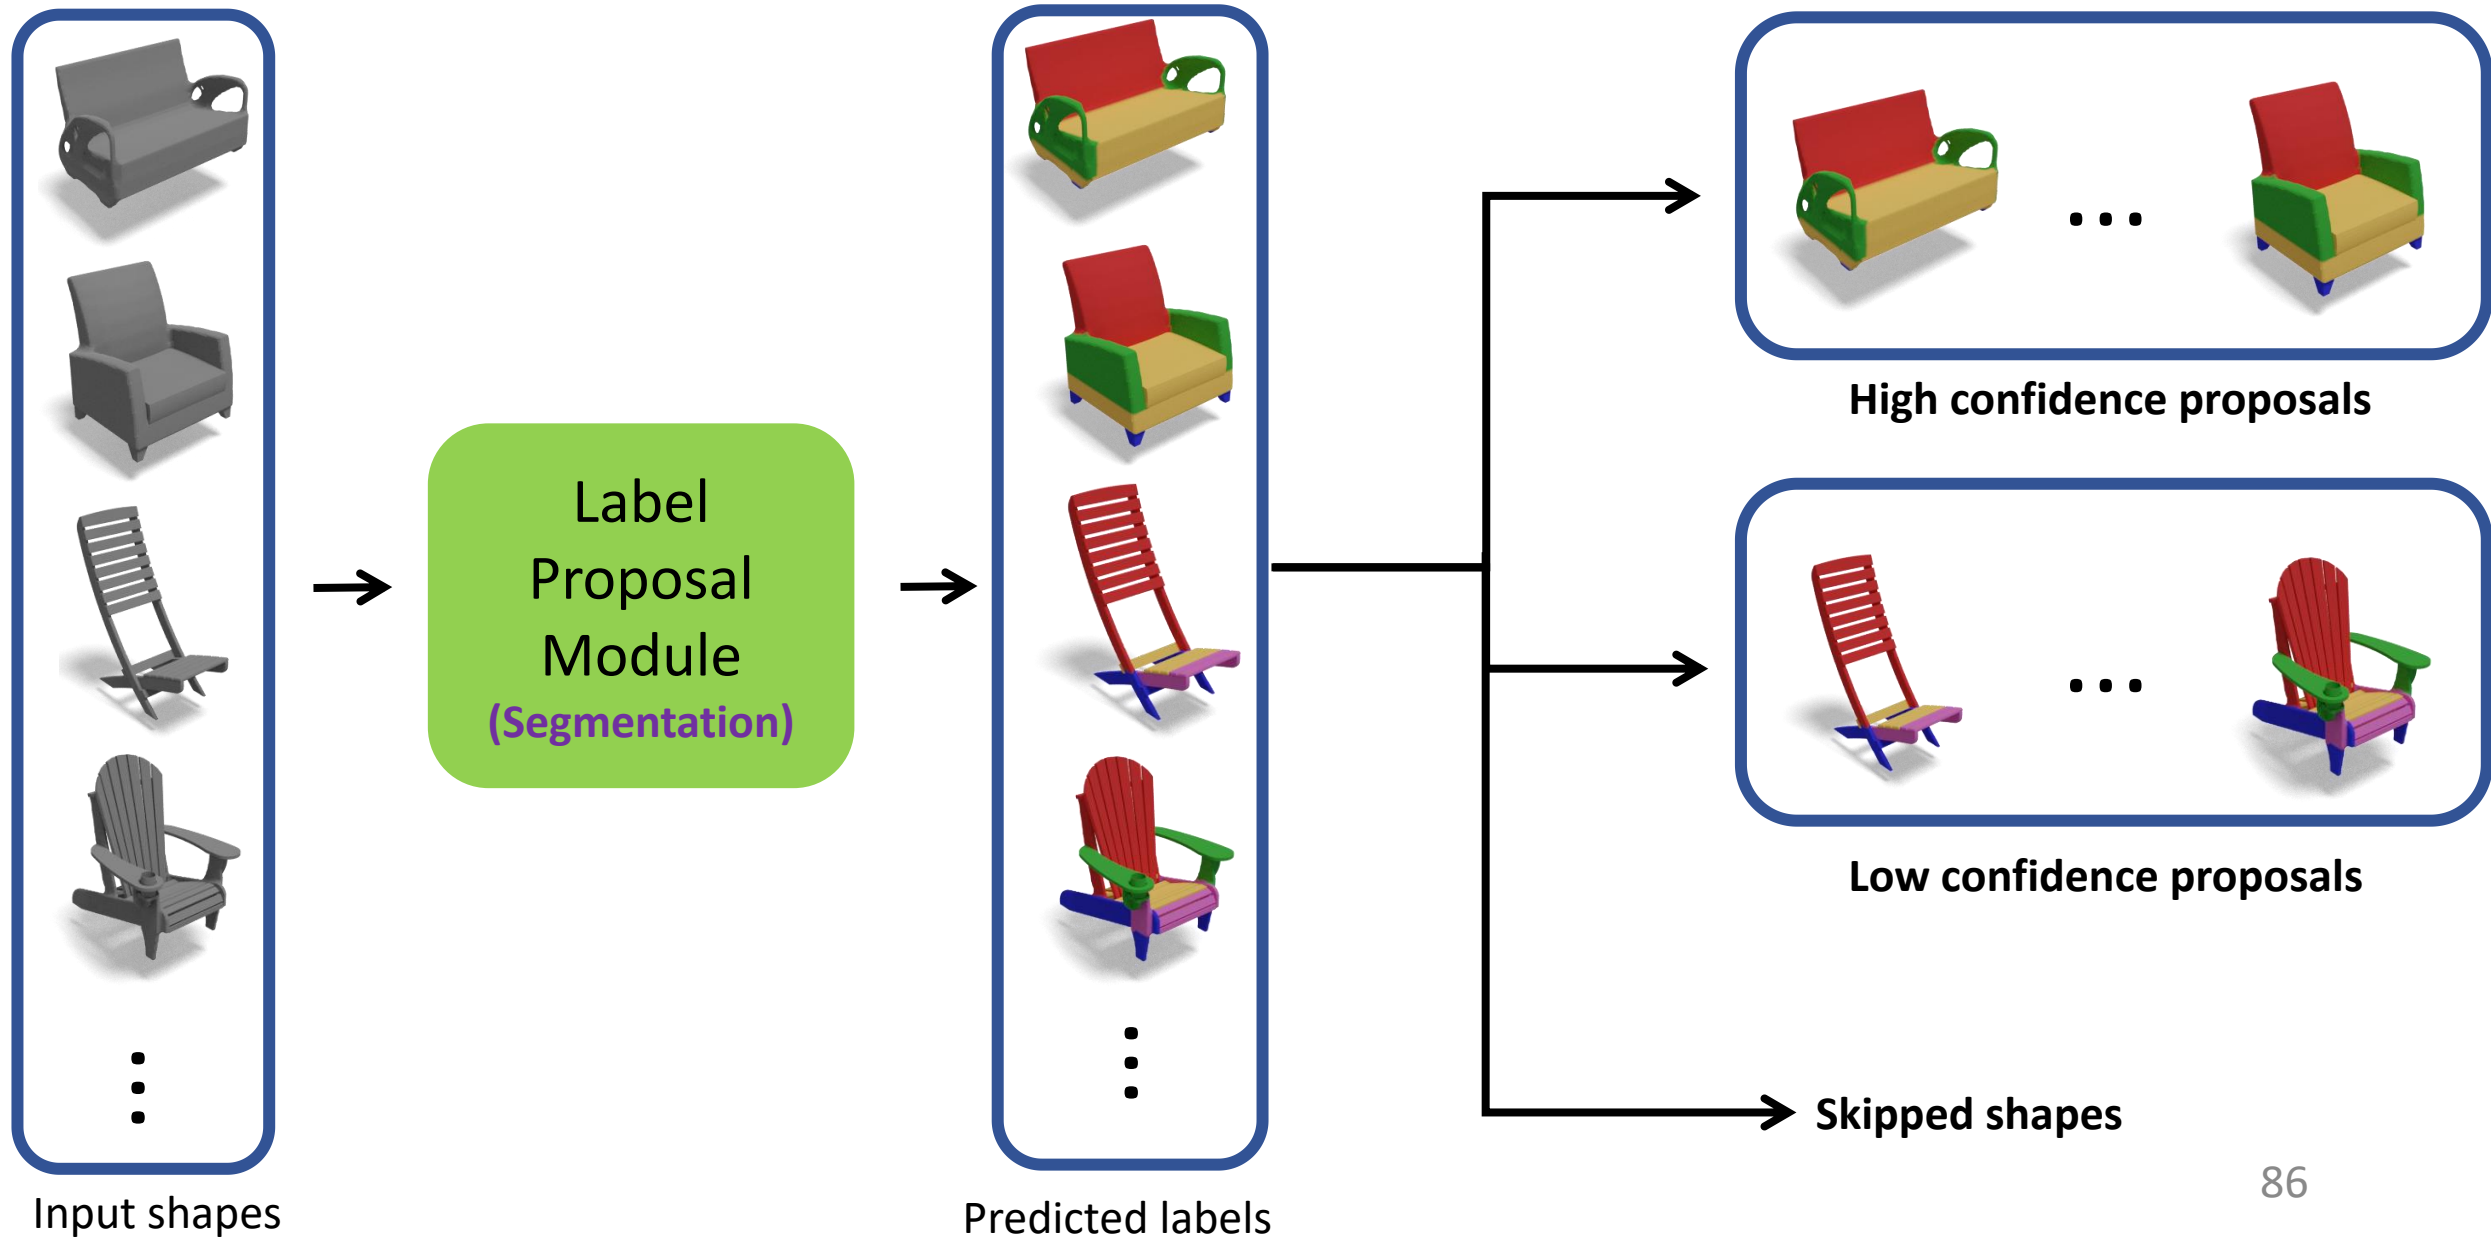 Input shapes
Label
Proposal
Module
(Segmentation)
Predicted labels
High confidence proposals
Low confidence proposals
Skipped shapes
86